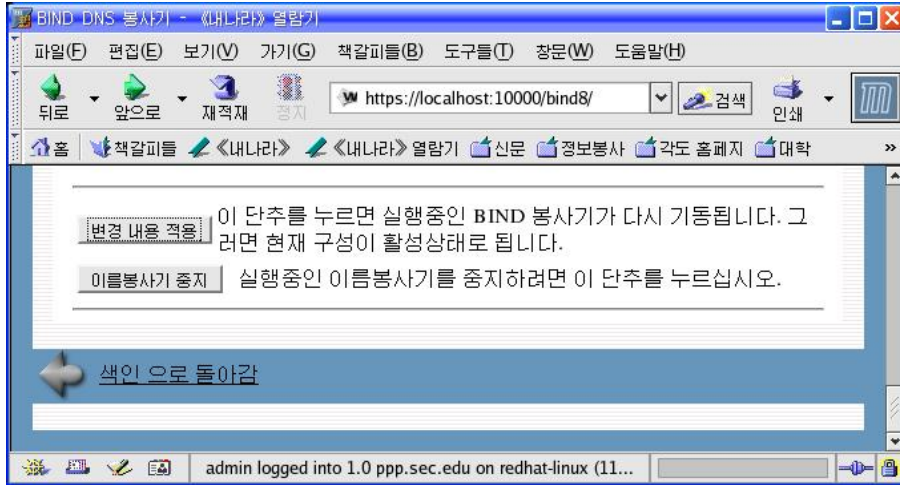 BIND DNS 봉사기 - 《내나라》 열람기
파일(F) 편집(E) 보기(V) 가기(G) 책갈피들(B) 도구들(T) 창문(W) 도움말(H)
뒤로 앞으로 재적재 정지 https://localhost:10000/bind8/ 검색 인쇄
홈 책갈피들 《내나라》 《내나라》 열람기 신문 정보봉사 각도 홈페지 대학 »
변경 내용 적용 이 단추를 누르면 실행중인 BIND 봉사기가 다시 기동됩니다. 그
러면 현재 구성이 활성상태로 됩니다.
이름봉사기 중지 실행중인 이름봉사기를 중지하려면 이 단추를 누르십시오.
색인 으로 돌아감
admin logged into 1.0 ppp.sec.edu on redhat-linux (11...